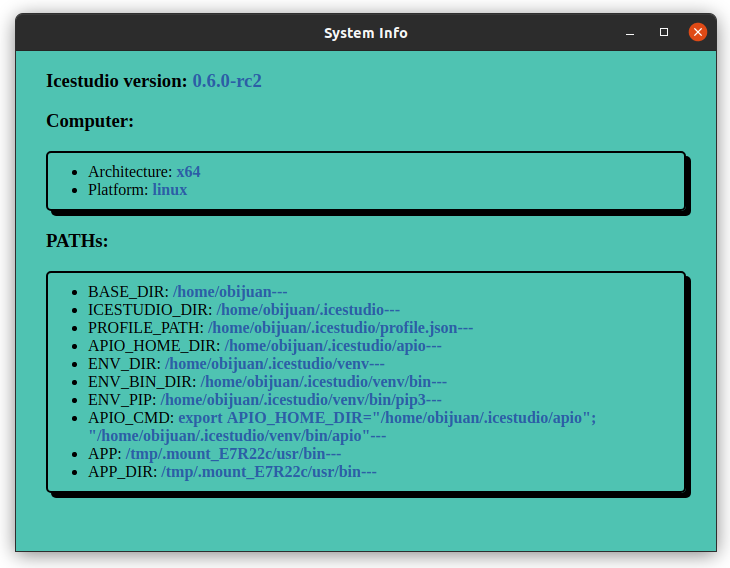 System Info
Icestudio version: 0.6.0-rc2
Computer:
Architecture: x64
Platform: linux
PATHs:
BASE_DIR: /home/obijuan---
ICESTUDIO_DIR: /home/obijuan/.icestudio---
PROFILE_PATH: /home/obijuan/.icestudio/profile.json---
APIO_HOME_DIR: /home/obijuan/.icestudio/apio---
ENV_DIR: /home/obijuan/.icestudio/venv---
ENV_BIN_DIR: /home/obijuan/.icestudio/venv/bin---
ENV_PIP: /home/obijuan/.icestudio/venv/bin/pip3---
APIO_CMD: export APIO_HOME_DIR="/home/obijuan/.icestudio/apio";
"/home/obijuan/.icestudio/venv/bin/apio"---
APP: /tmp/.mount_E7R22c/usr/bin---
APP_DIR: /tmp/.mount_E7R22c/usr/bin---